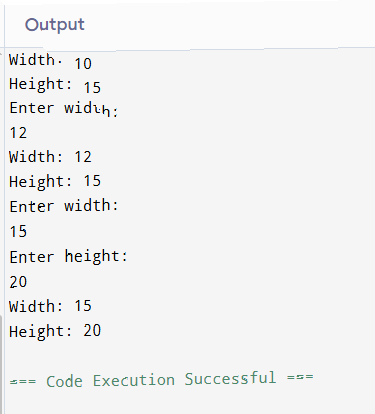 Output
Width: 10
Height: 15
Enter width:
12
Width: 12
Height: 15
Enter width:
15
Enter height:
20
Width: 15
Height: 20
=== Code Execution Successful ===